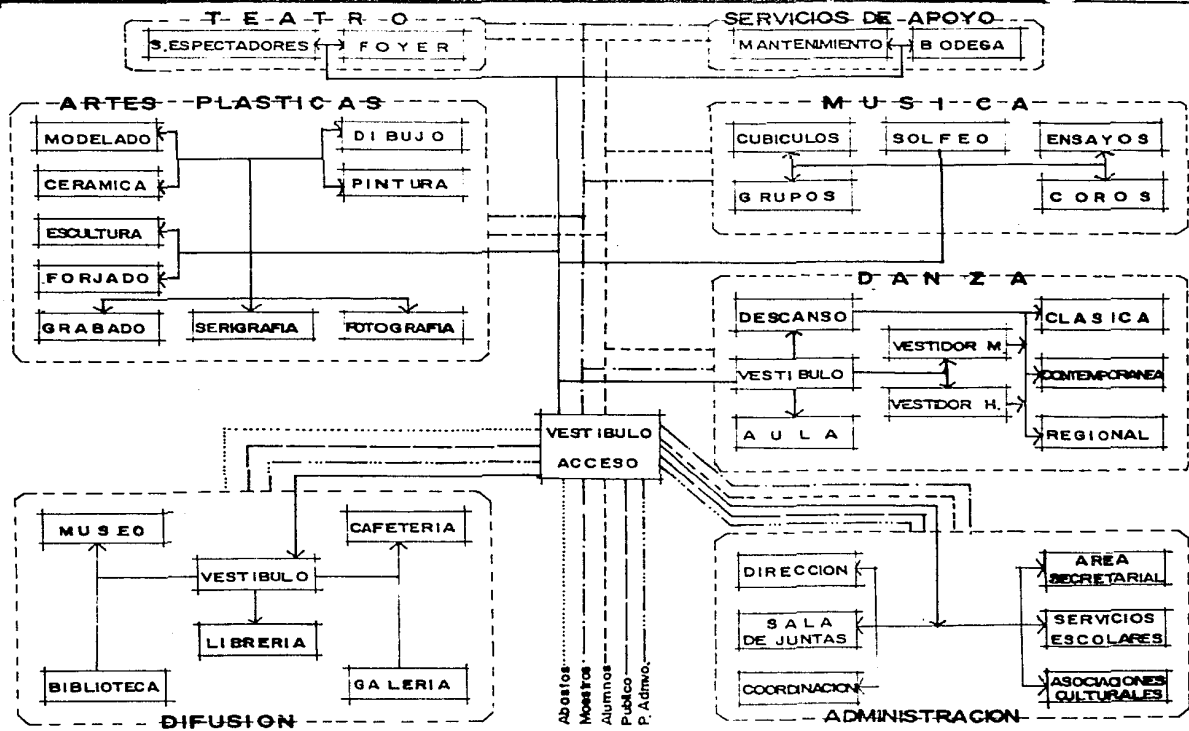 TEATRO
S. ESPECTADORES
FOYER
SERVICIOS DE APOYO
MANTENIMIENTO
BODEGA
ARTES PLASTICAS
MODELADO
DIBUJO
CERAMICA
PINTURA
ESCULTURA
FORJADO
GRABADO
SERIGRAFIA
FOTOGRAFIA
MUSICA
CUBICULOS
SOLFEO
ENSAYOS
GRUPOS
COROS
DANZA
DESCANSO
CLASICA
VESTIDOR M.
VESTIBULO
CONTEMPORANEA
VESTIDOR H.
AULA
REGIONAL
VESTIBULO
ACCESO
MUSEO
CAFETERIA
VESTIBULO
LIBRERIA
BIBLIOTECA
GALERIA
DIFUSION
Abastos
Maestros
Alumnos
Publico
P. Admvo.
DIRECCION
AREA
SECRETARIAL
SALA
DE JUNTAS
SERVICIOS
ESCOLARES
COORDINACION
ASOCIACIONES
CULTURALES
ADMINISTRACION